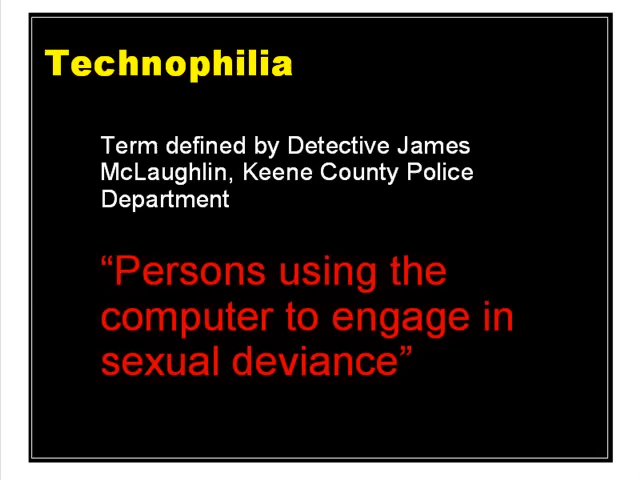 Technophilia
Term defined by Detective James
McLaughlin, Keene County Police
Department
“Persons using the
computer to engage in
sexual deviance”